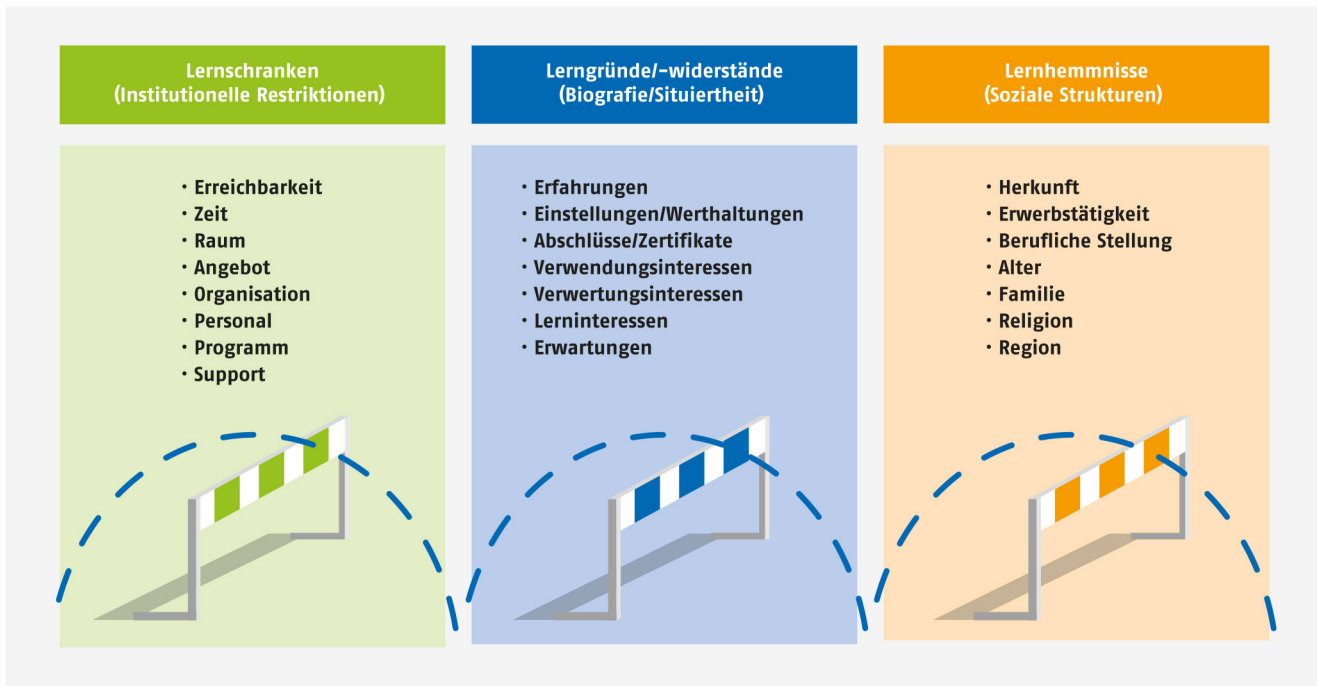 Lernschranken
(Institutionelle Restriktionen)
· Erreichbarkeit
· Zeit
· Raum
· Angebot
· Organisation
· Personal
· Programm
· Support
Lerngründe/-widerstände
(Biografie/Situiertheit)
· Erfahrungen
· Einstellungen/Werthaltungen
· Abschlüsse/Zertifikate
· Verwendungsinteressen
· Verwertungsinteressen
· Lerninteressen
· Erwartungen
Lernhemmnisse
(Soziale Strukturen)
· Herkunft
· Erwerbstätigkeit
· Berufliche Stellung
· Alter
· Familie
· Religion
· Region